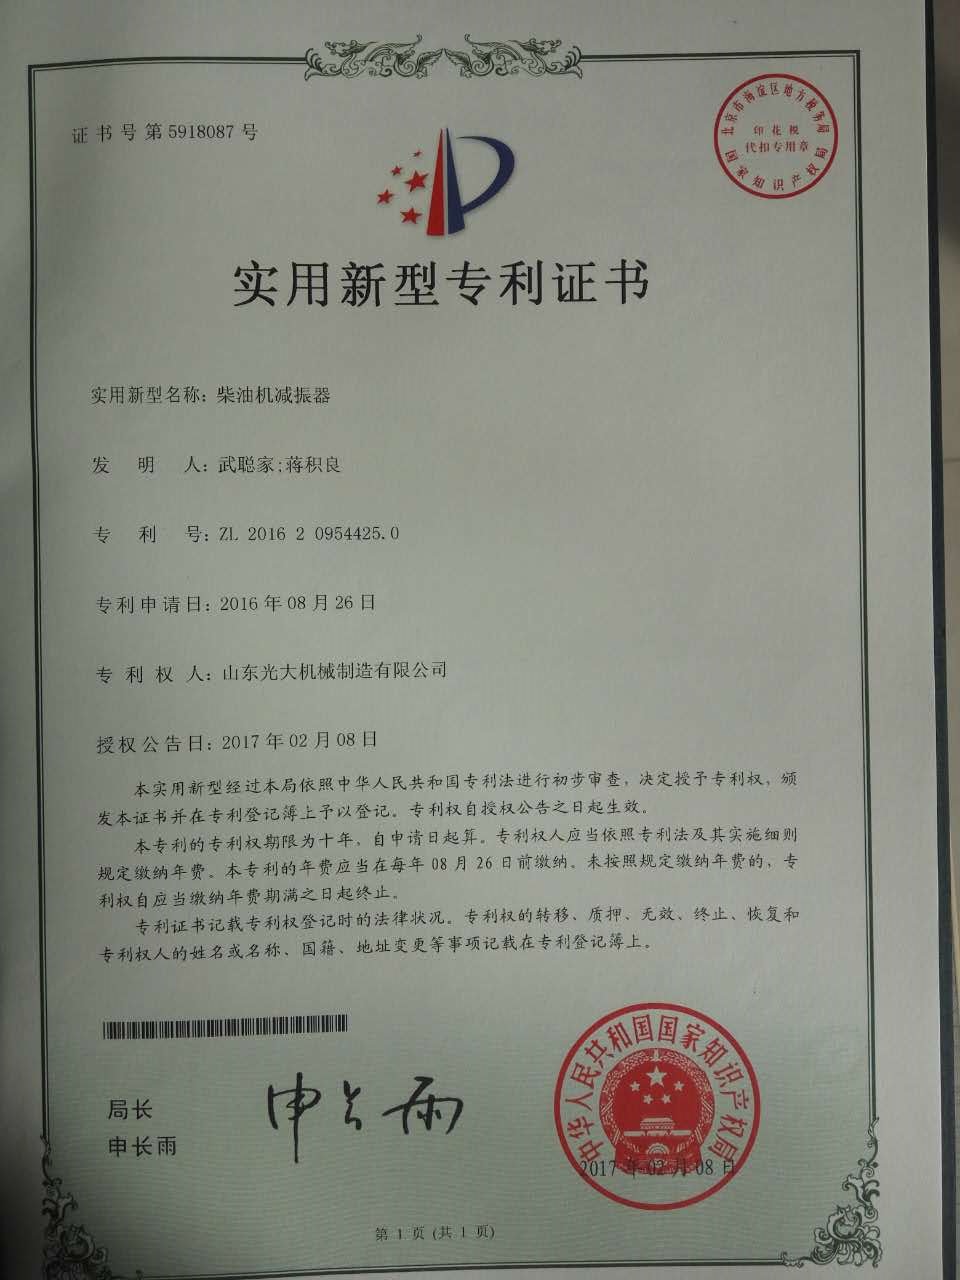 证书号第5918087号
北京市海淀区地方税务局
印花税
代扣专用章
国家知识产权局
实用新型专利证书
实用新型名称：柴油机减振器
发明人：武聪家;蒋积良
专利号：ZL 2016 2 0954425.0
专利申请日：2016年08月26日
专利权人：山东光大机械制造有限公司
授权公告日：2017年02月08日
本实用新型经过本局依照中华人民共和国专利法进行初步审查，决定授予专利权，颁
发本证书并在专利登记簿上予以登记。专利权自授权公告之日起生效。
本专利的专利权期限为十年，自申请日起算。专利权人应当依照专利法及其实施细则
规定缴纳年费。本专利的年费应当在每年08月26日前缴纳。未按照规定缴纳年费的，专
利权自应当缴纳年费期满之日起终止。
专利证书记载专利权登记时的法律状况。专利权的转移、质押、无效、终止、恢复和
专利权人的姓名或名称、国籍、地址变更等事项记载在专利登记簿上。
局长
申长雨
申长雨
中华人民共和国国家知识产权局
2017年02月08日
第1页(共1页)